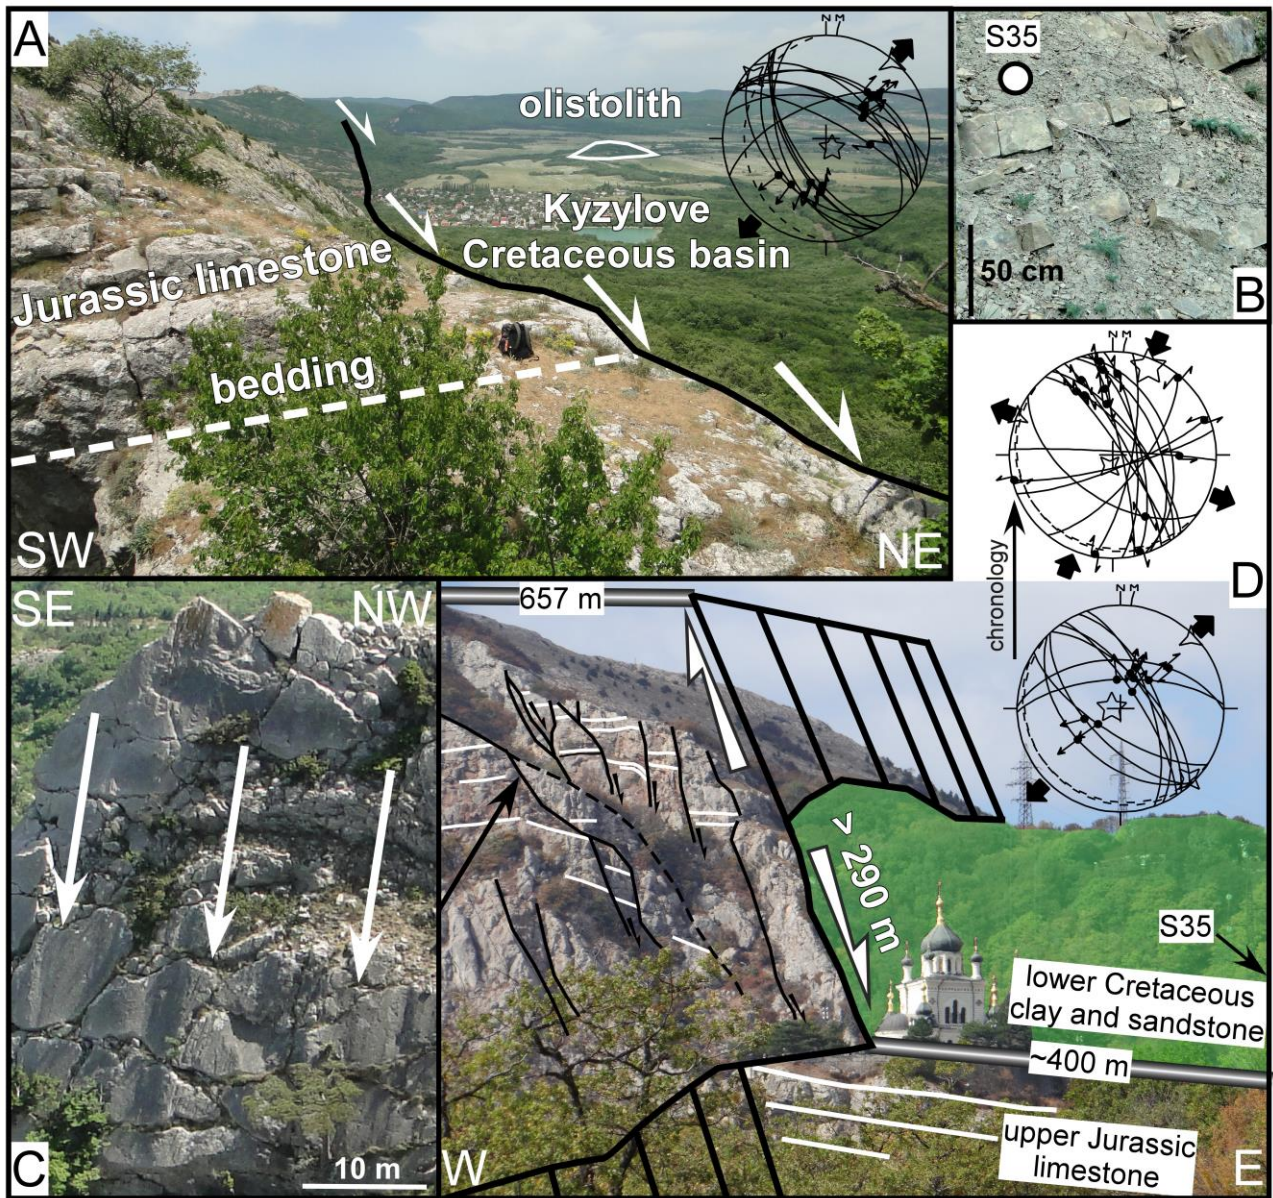 A
N M
olistolith
Kyzylove
Cretaceous basin
Jurassic limestone
bedding
SW
NE
S35
50 cm
B
N M
D
chronology
N M
SE
NW
10 m
C
657 m
> 290 m
S35
lower Cretaceous
clay and sandstone
~400 m
upper Jurassic
limestone
W
E